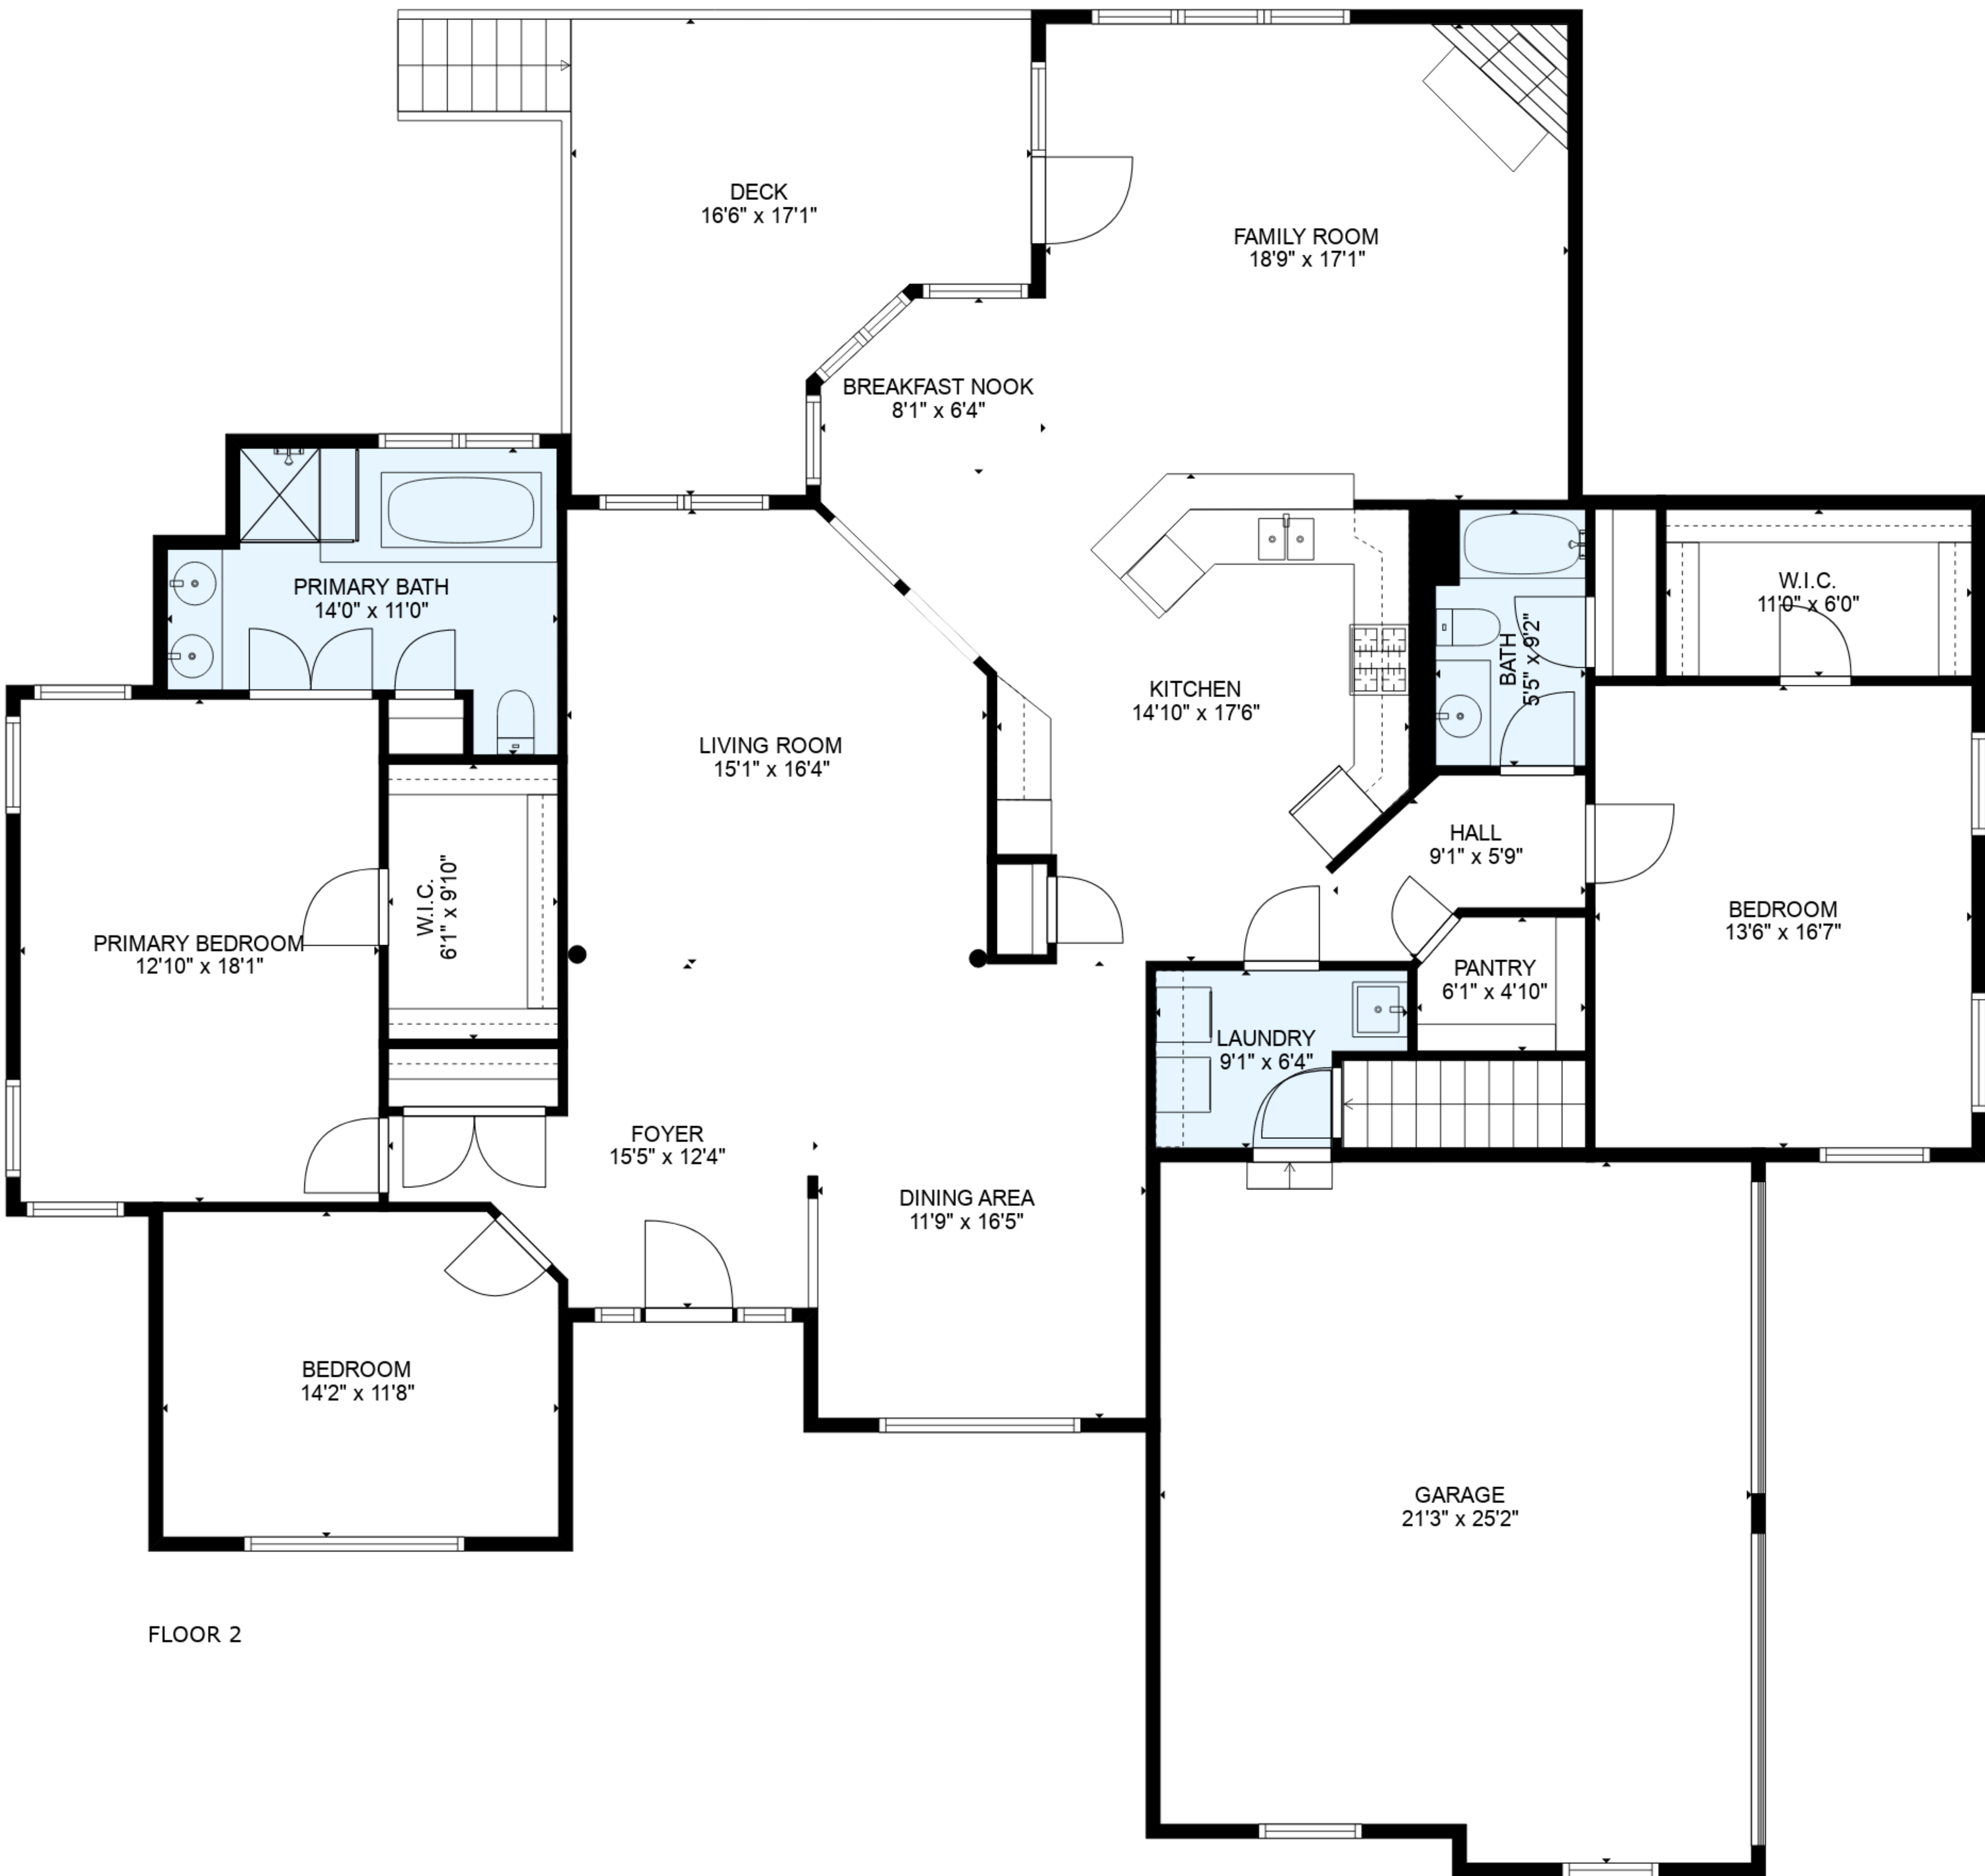 DECK
16'6" x 17'1"
FAMILY ROOM
18'9" x 17'1"
BREAKFAST NOOK
8'1" x 6'4"
PRIMARY BATH
14'0" x 11'0"
W.I.C.
11'0" x 6'0"
BATH
5'5" x 9'2"
KITCHEN
14'10" x 17'6"
LIVING ROOM
15'1" x 16'4"
HALL
9'1" x 5'9"
W.I.C.
6'1" x 9'10"
BEDROOM
13'6" x 16'7"
PRIMARY BEDROOM
12'10" x 18'1"
PANTRY
6'1" x 4'10"
LAUNDRY
9'1" x 6'4"
FOYER
15'5" x 12'4"
DINING AREA
11'9" x 16'5"
BEDROOM
14'2" x 11'8"
GARAGE
21'3" x 25'2"
FLOOR 2